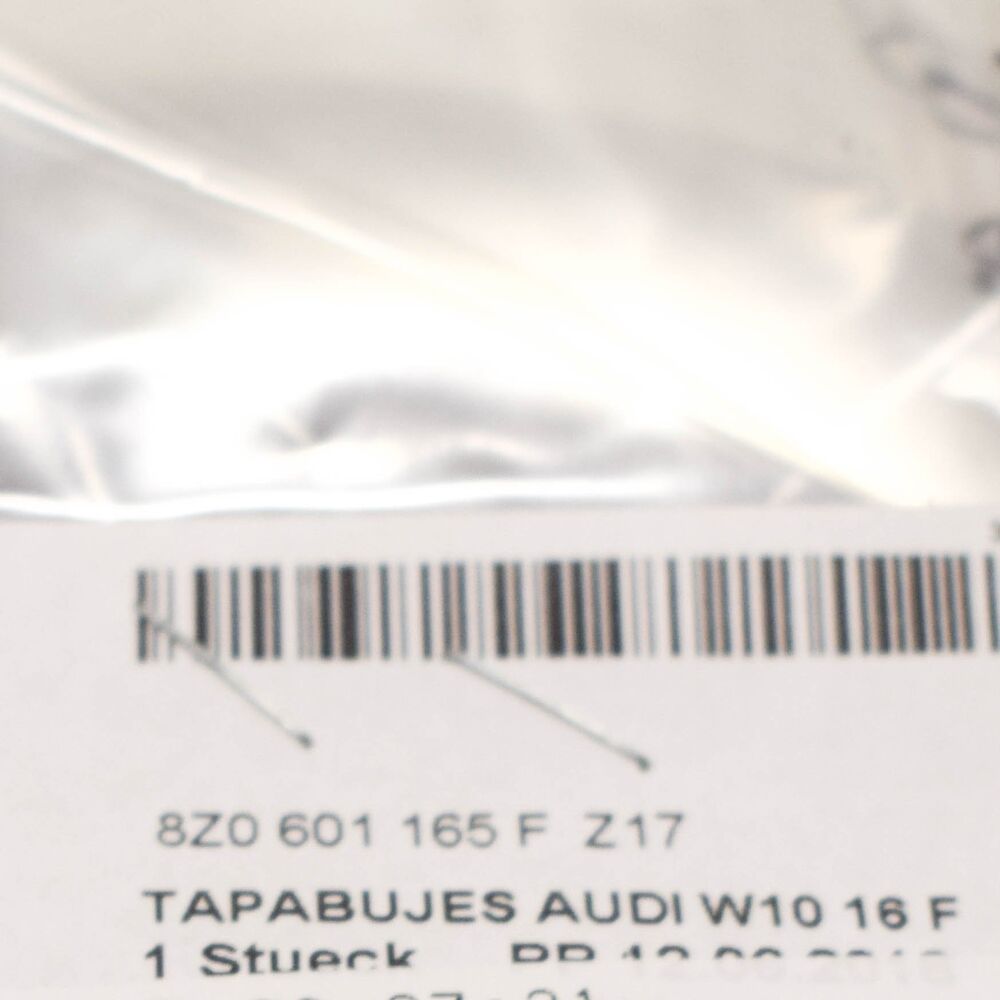 8Z0 601 165 F Z17
TAPABUJES AUDI W10 16 F
1 Stueck